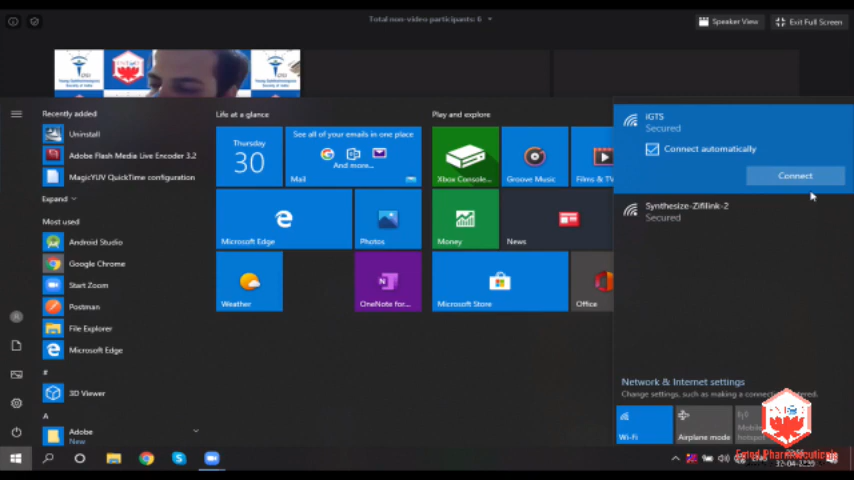 Total non-video participants: 6
Speaker View
Exit Full Screen
Recently added
Uninstall
Adobe Flash Media Live Encoder 3.2
MagicYUV QuickTime configuration
Expand
Most used
Android Studio
Google Chrome
Start Zoom
Postman
File Explorer
Microsoft Edge
#
3D Viewer
A
Adobe
New
Life at a glance
Thursday
30
See all of your emails in one place
And more...
Mail
Microsoft Edge
Photos
Weather
OneNote for...
Play and explore
Xbox Console...
Groove Music
Films & TV
Money
News
Microsoft Store
Office
iGTS
Secured
Connect automatically
Connect
Synthesize-Zifilink-2
Secured
Network & Internet settings
Change settings, such as making a connection metered.
Wi-Fi
Airplane mode
Mobile
hotspot
Entod Pharmaceuticals